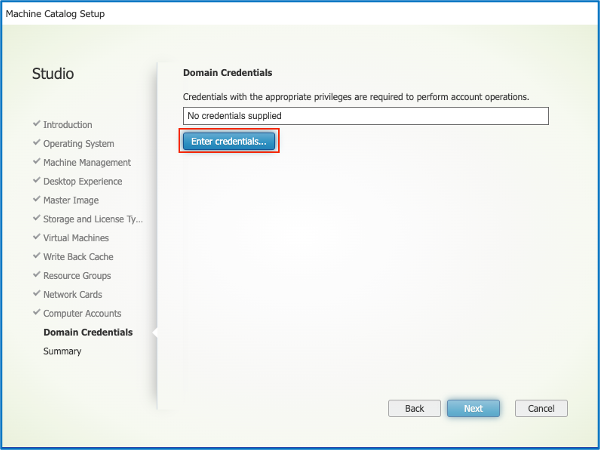 Machine Catalog Setup
Studio
Introduction
Operating System
Machine Management
Desktop Experience
Master Image
Storage and License Ty...
Virtual Machines
Write Back Cache
Resource Groups
Network Cards
Computer Accounts
Domain Credentials
Summary
Domain Credentials
Credentials with the appropriate privileges are required to perform account operations.
No credentials supplied
Enter credentials...
Back
Next
Cancel